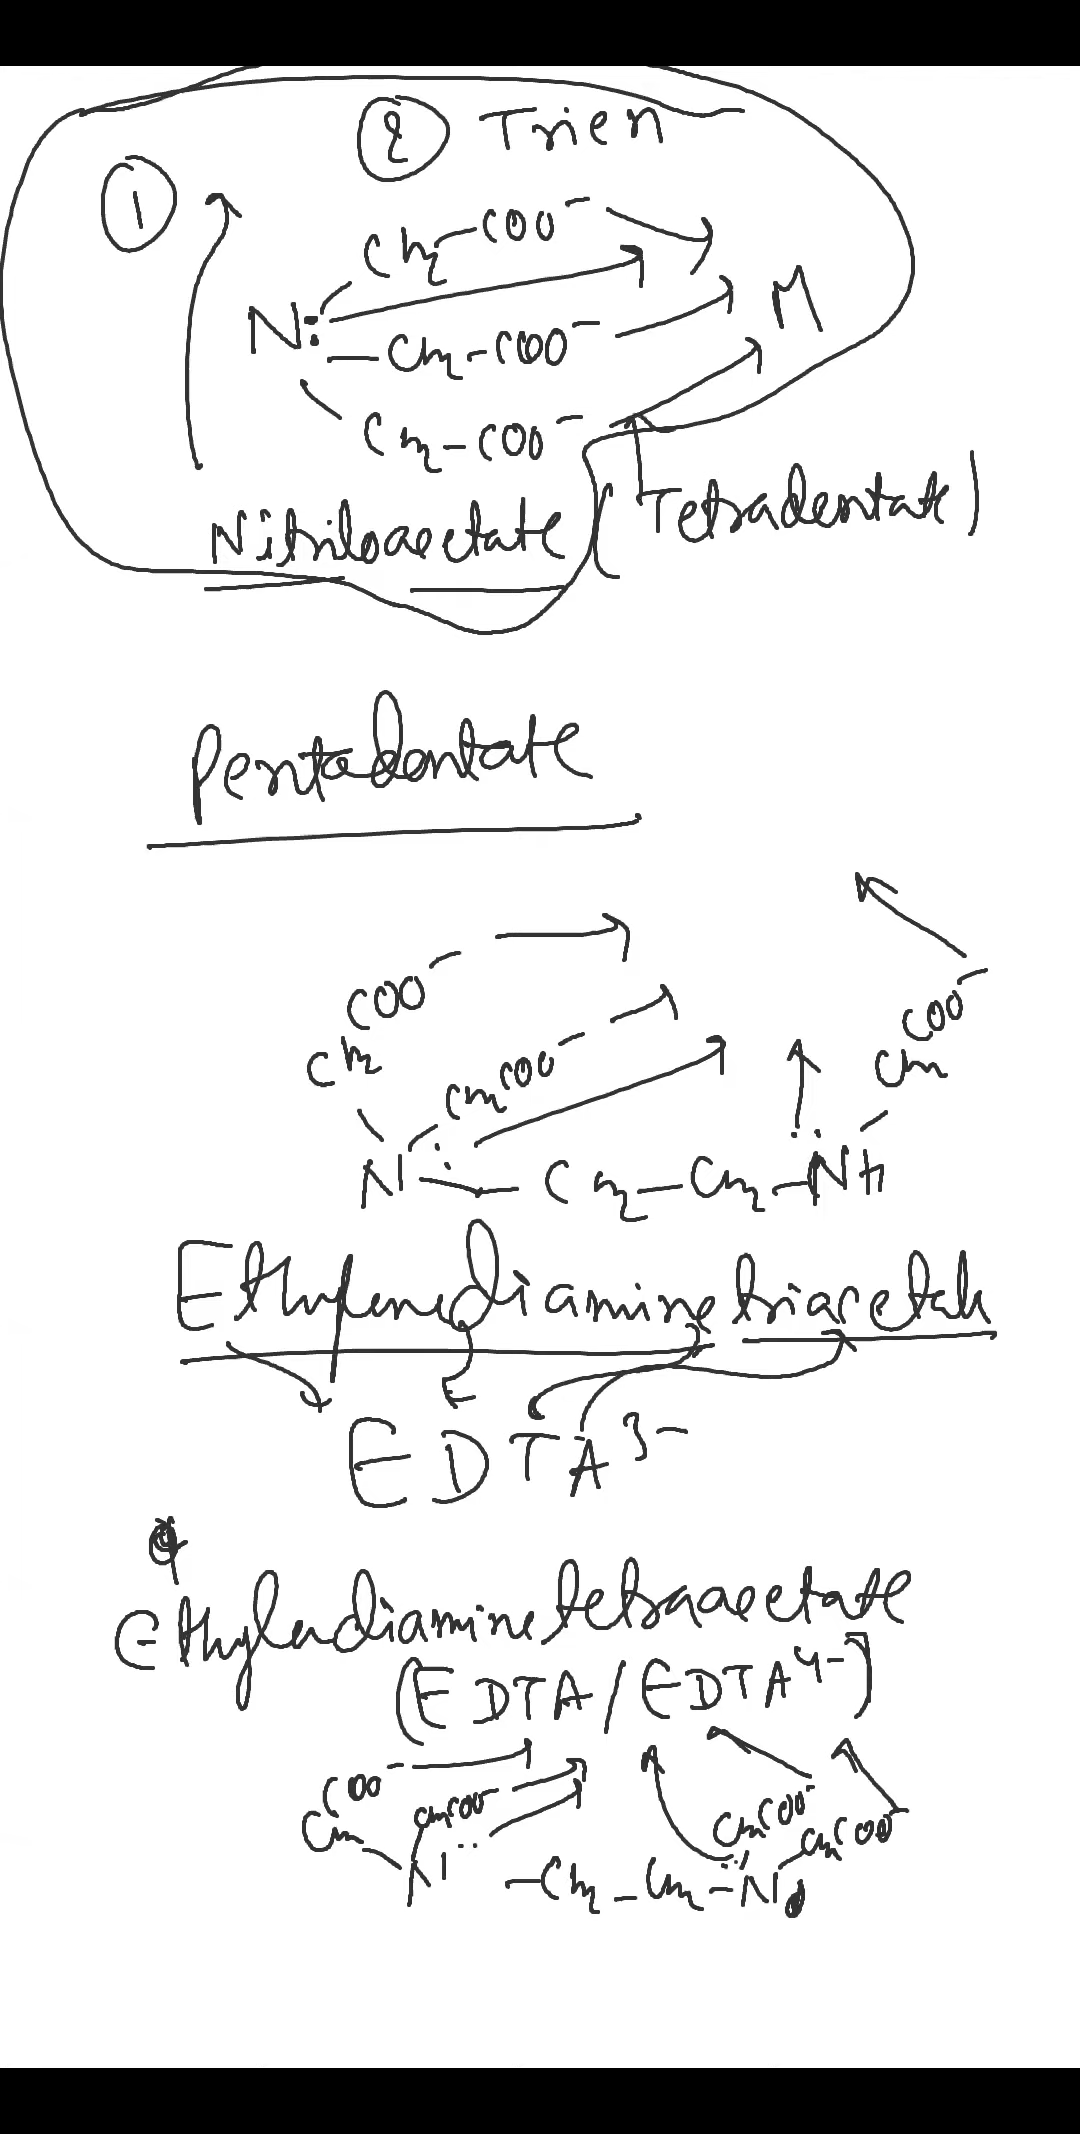 ② Trien
①
CH₂-COO⁻
N: - CH₂-COO⁻ M
CH₂-COO⁻
Nitriloacetate (Tetradentate)
Pentadentate
COO⁻
COO⁻
CH₂
CH₂COO⁻
CH₂
N: - CH₂-CH₂-NH
Ethylenediaminetriacetate
EDTA³⁻
Ethylendiaminetetraacetate
(EDTA/EDTA⁴⁻)
COO⁻
CH₂COO⁻ CH₂COO⁻
CH₂ CH₂COO⁻
N -CH₂-CH₂-N